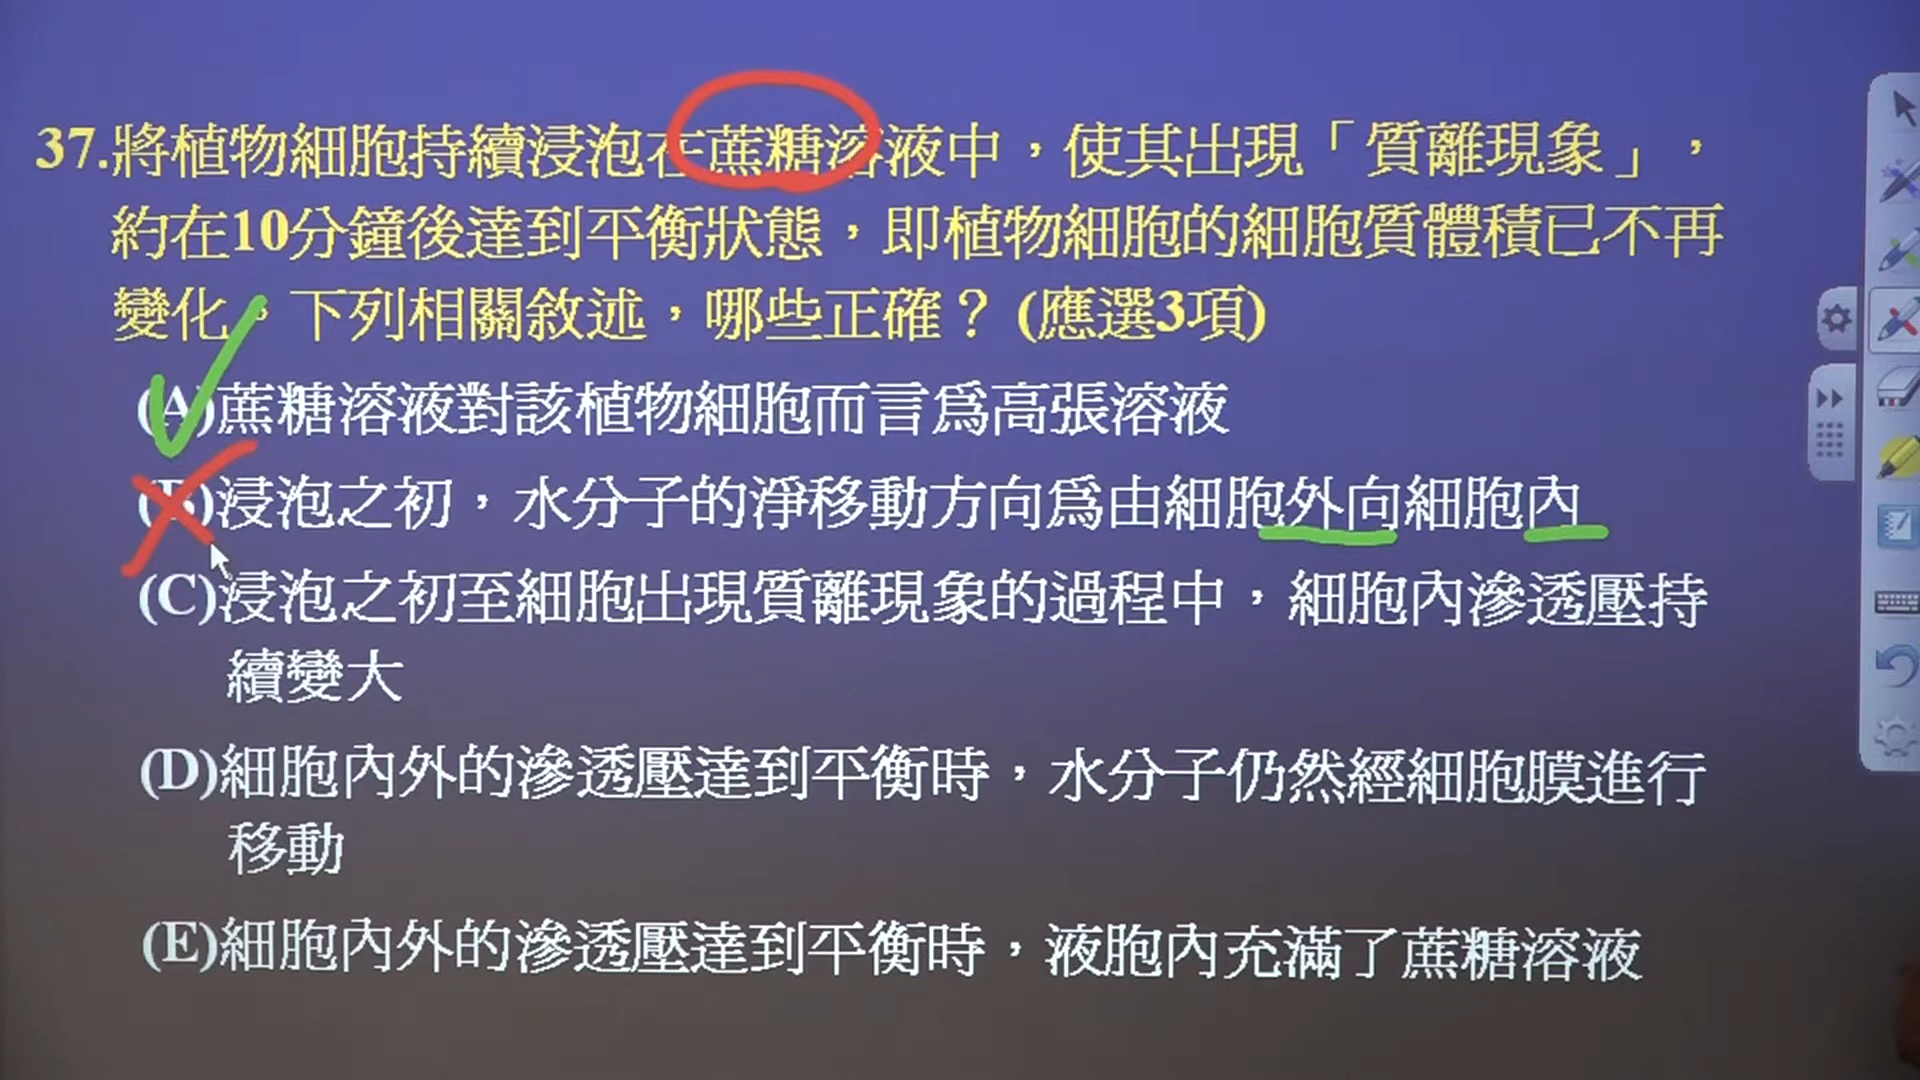 37.將植物細胞持續浸泡在蔗糖溶液中，使其出現「質離現象」，
約在10分鐘後達到平衡狀態，即植物細胞的細胞質體積已不再
變化。下列相關敘述，哪些正確？(應選3項)
(A)蔗糖溶液對該植物細胞而言為高張溶液
(B)浸泡之初，水分子的淨移動方向為由細胞外向細胞內
(C)浸泡之初至細胞出現質離現象的過程中，細胞內滲透壓持
續變大
(D)細胞內外的滲透壓達到平衡時，水分子仍然經細胞膜進行
移動
(E)細胞內外的滲透壓達到平衡時，液胞內充滿了蔗糖溶液